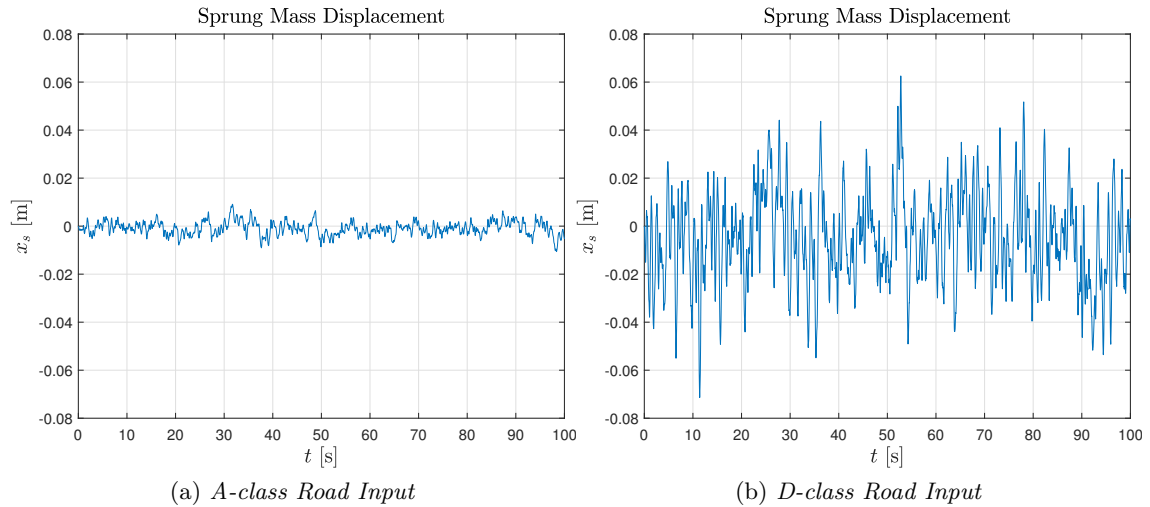 Sprung Mass Displacement
0.08
0.06
0.04
0.02
0
-0.02
-0.04
-0.06
-0.08
x_s [m]
0 10 20 30 40 50 60 70 80 90 100
t [s]
(a) A-class Road Input
Sprung Mass Displacement
0.08
0.06
0.04
0.02
0
-0.02
-0.04
-0.06
-0.08
x_s [m]
0 10 20 30 40 50 60 70 80 90 100
t [s]
(b) D-class Road Input